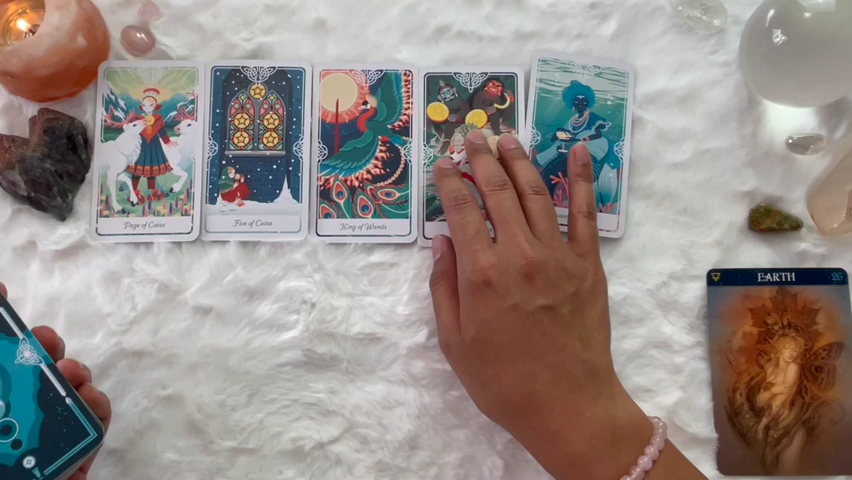 Page of Coins
Five of Coins
King of Wands
EARTH
26